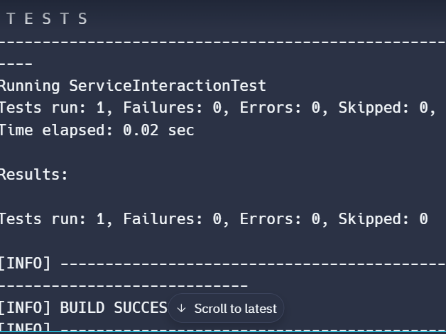 T E S T S
-------------------------------------------------------
----
Running ServiceInteractionTest
Tests run: 1, Failures: 0, Errors: 0, Skipped: 0,
Time elapsed: 0.02 sec
Results:
Tests run: 1, Failures: 0, Errors: 0, Skipped: 0
[INFO] ------------------------------------------------
---------------------------
[INFO] BUILD SUCCES
↓ Scroll to latest
[INFO] ------------------------------------------------